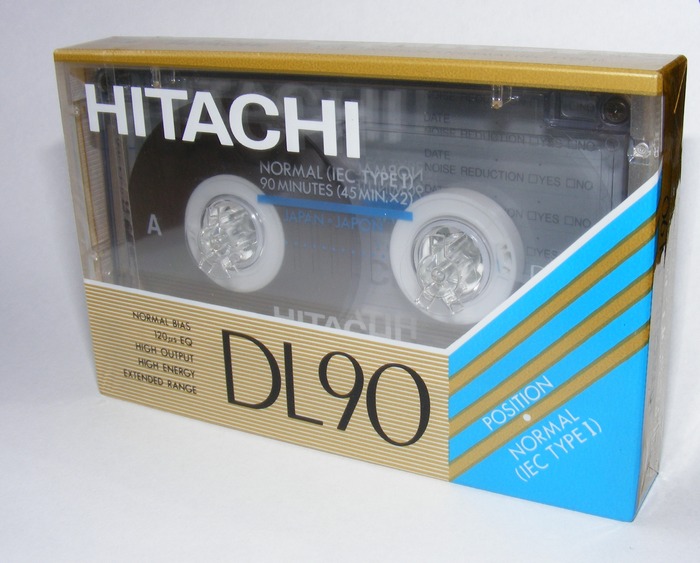 HITACHI
NORMAL (IEC TYPE I)
90 MINUTES (45 MIN. X 2)
JAPAN • JAPON
DATE
NOISE REDUCTION □YES □NO
DATE
NOISE REDUCTION □YES □NO
A
HITACHI
NORMAL BIAS
120μs EQ
HIGH OUTPUT
HIGH ENERGY
EXTENDED RANGE
DL90
POSITION
NORMAL
(IEC TYPE I)